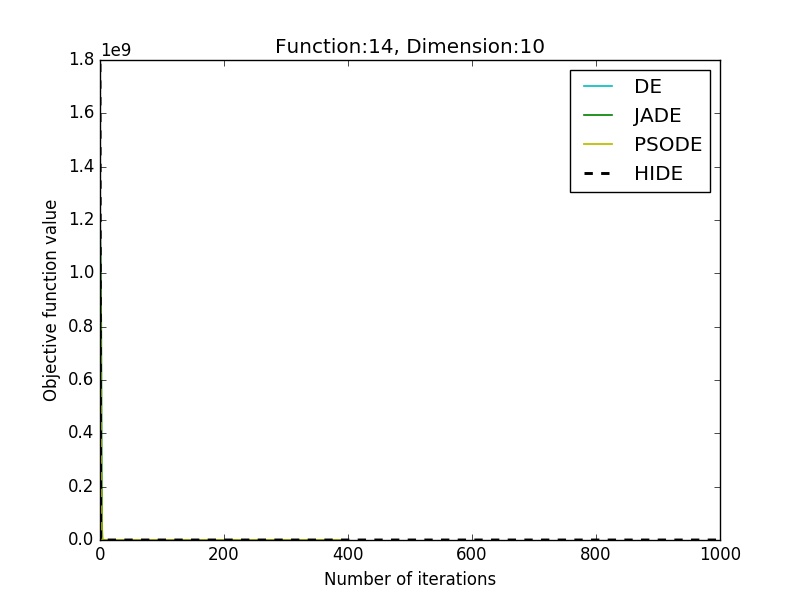 Function:14, Dimension:10
1e9
1.8
1.6
1.4
1.2
1.0
0.8
0.6
0.4
0.2
0.0
Objective function value
DE
JADE
PSODE
HIDE
0 200 400 600 800 1000
Number of iterations